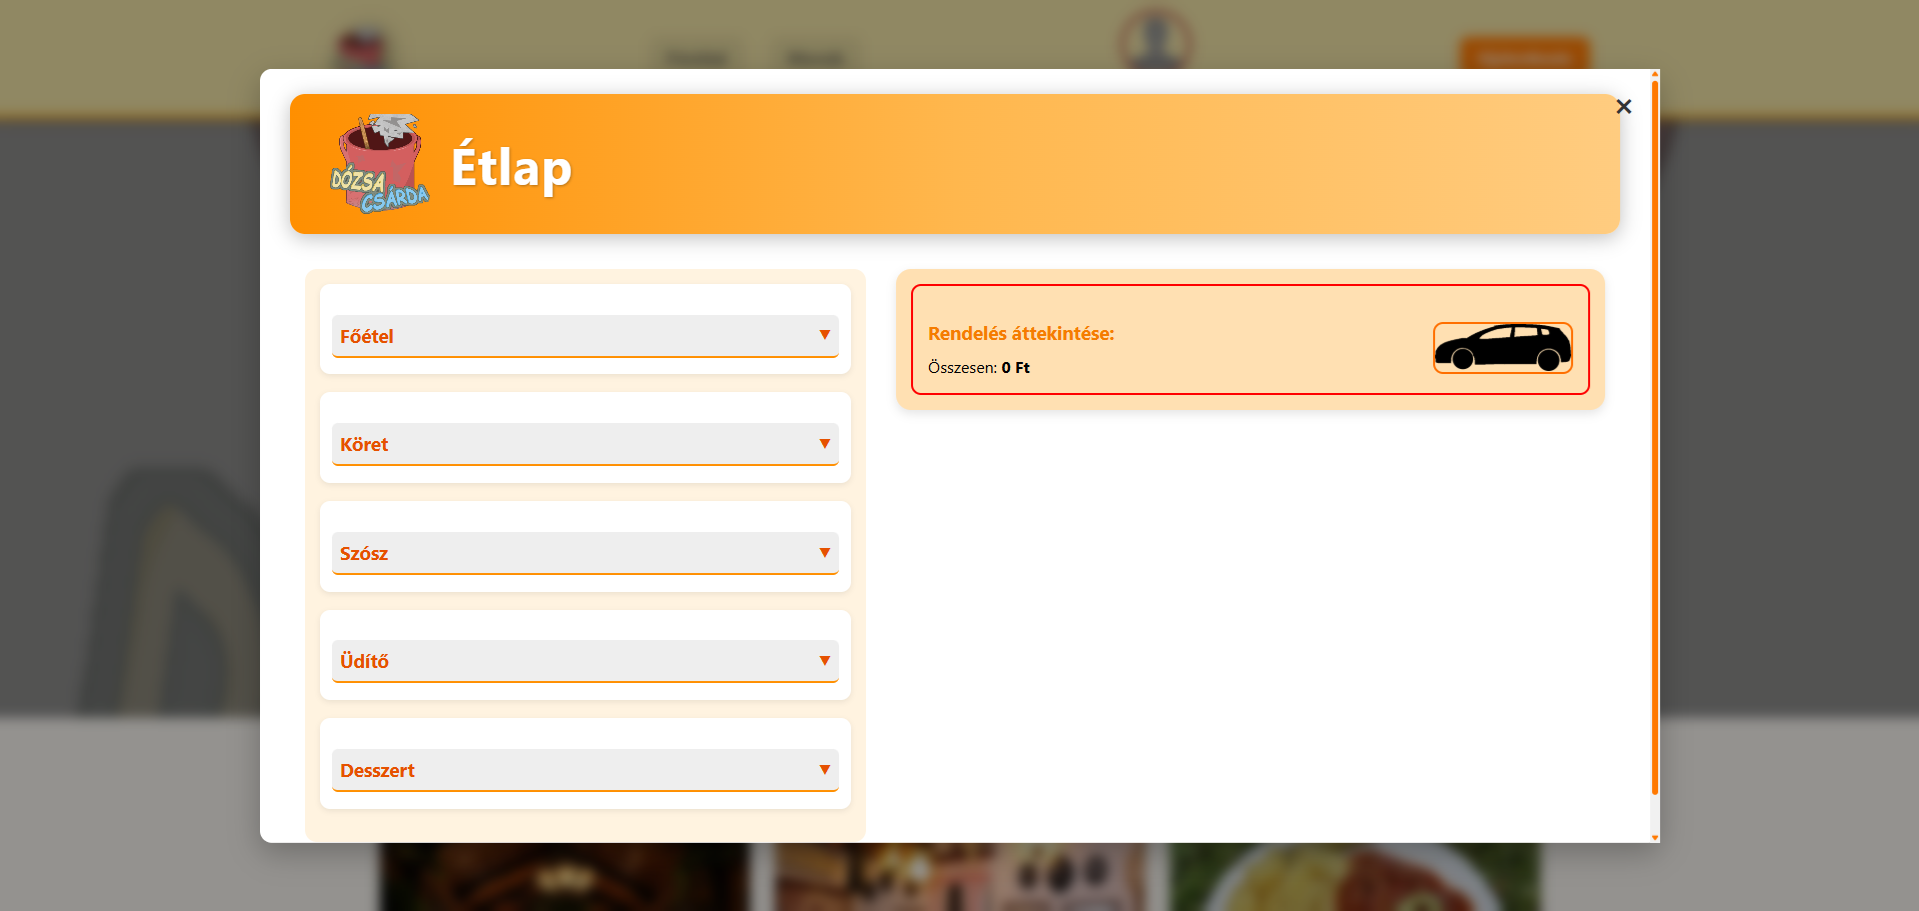 DÓZSA
CSÁRDA
Étlap
Főétel
Köret
Szósz
Üdítő
Desszert
Rendelés áttekintése:
Összesen: 0 Ft